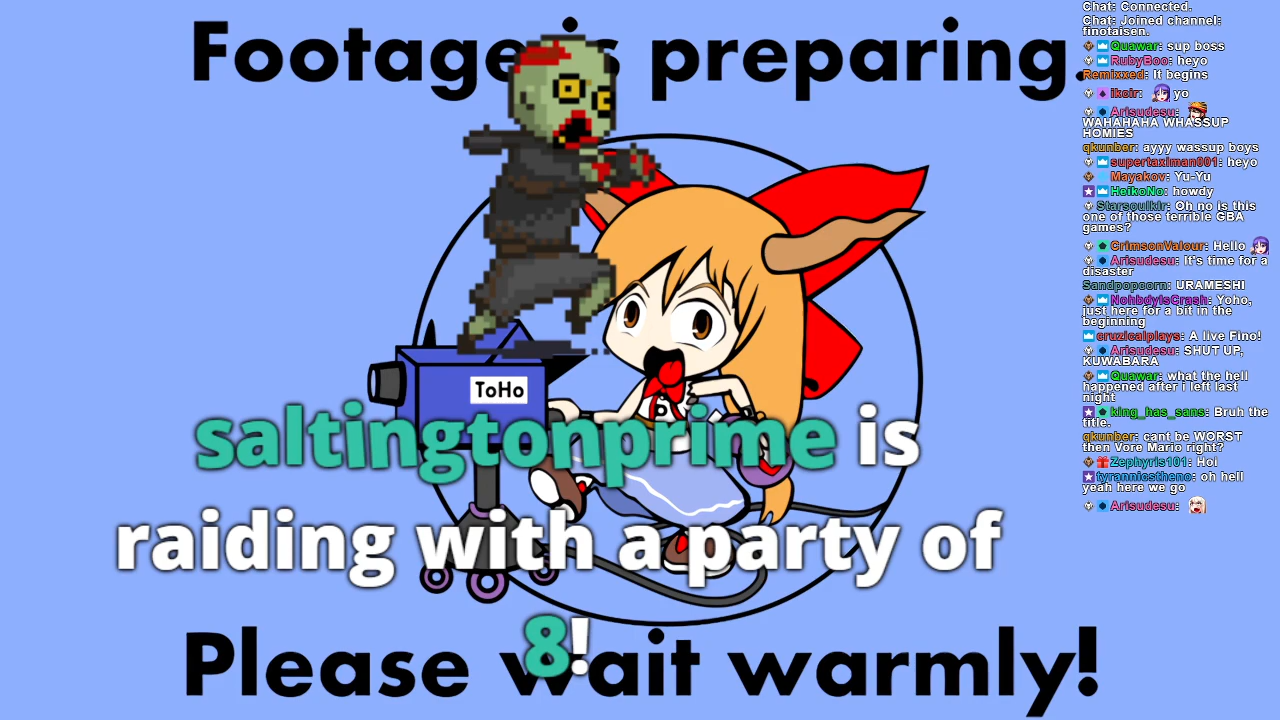 Footage is preparing.
ToHo
saltingtonprime is
raiding with a party of
8!
Please wait warmly!
Chat: Connected.
Chat: Joined channel:
finotaisen.
Quawar: sup boss
RubyBoo: heyo
Remixxed: It begins
ikoir: yo
Arisudesu:
WAHAHAHA WHASSUP
HOMIES
qkunber: ayyy wassup boys
supertaximan001: heyo
Mayakov: Yu-Yu
HeikoNo: howdy
Starsoulkir: Oh no is this
one of those terrible GBA
games?
CrimsonValour: Hello
Arisudesu: It's time for a
disaster
Sandpopcorn: URAMESHI
NohbdyIsCrash: Yoho,
just here for a bit in the
beginning
cruzicalplays: A live Fino!
Arisudesu: SHUT UP,
KUWABARA
Quawar: what the hell
happened after i left last
night
king_has_sans: Bruh the
title.
qkunber: cant be WORST
then Vore Mario right?
Zephyris101: Hoi
tyrannicstheno: oh hell
yeah here we go
Arisudesu: